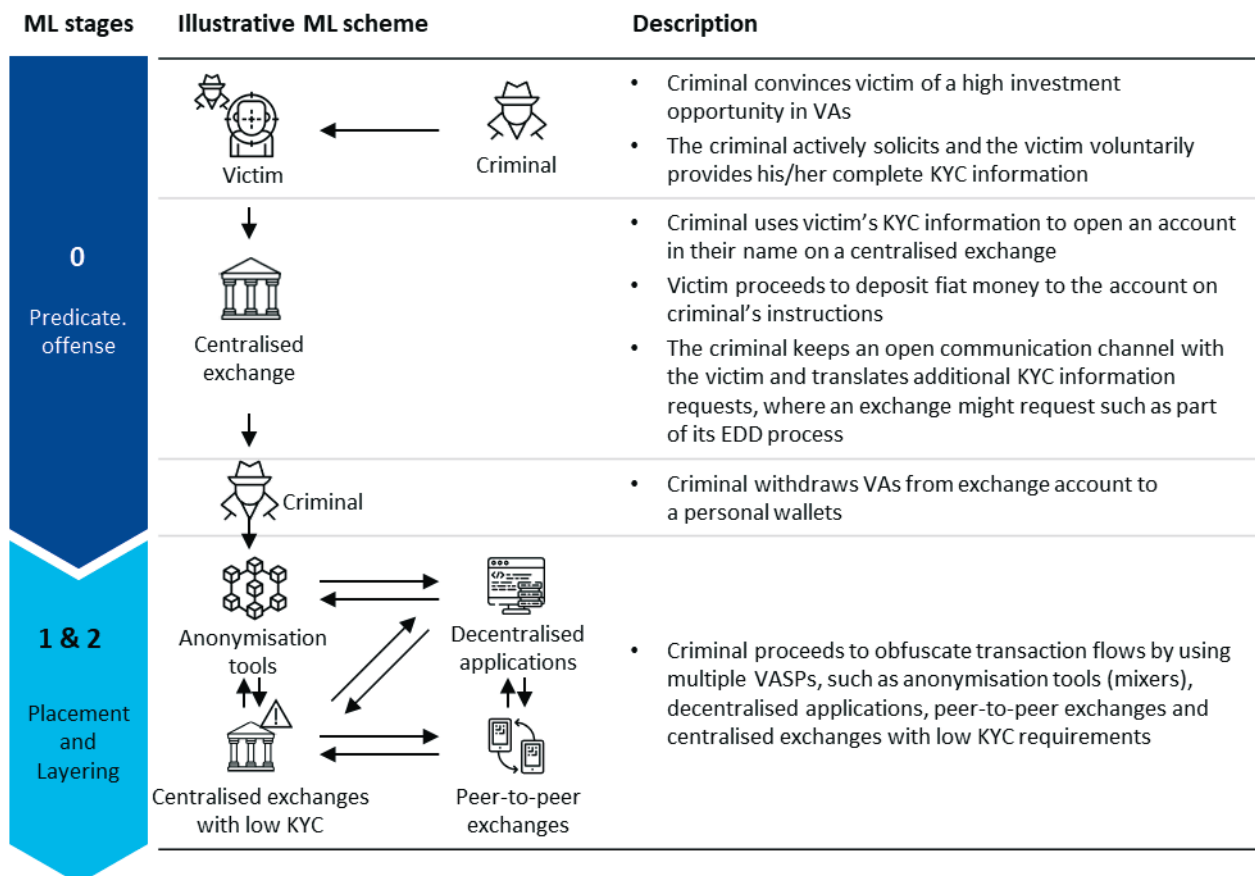 ML stages
Illustrative ML scheme
Description
0
Predicate.
offense
Victim
Criminal
• Criminal convinces victim of a high investment
opportunity in VAs
• The criminal actively solicits and the victim voluntarily
provides his/her complete KYC information
Centralised
exchange
• Criminal uses victim's KYC information to open an account
in their name on a centralised exchange
• Victim proceeds to deposit fiat money to the account on
criminal's instructions
• The criminal keeps an open communication channel with
the victim and translates additional KYC information
requests, where an exchange might request such as part
of its EDD process
Criminal
• Criminal withdraws VAs from exchange account to
a personal wallets
1 & 2
Placement
and
Layering
Anonymisation
tools
Decentralised
applications
Centralised exchanges
with low KYC
Peer-to-peer
exchanges
• Criminal proceeds to obfuscate transaction flows by using
multiple VASPs, such as anonymisation tools (mixers),
decentralised applications, peer-to-peer exchanges and
centralised exchanges with low KYC requirements